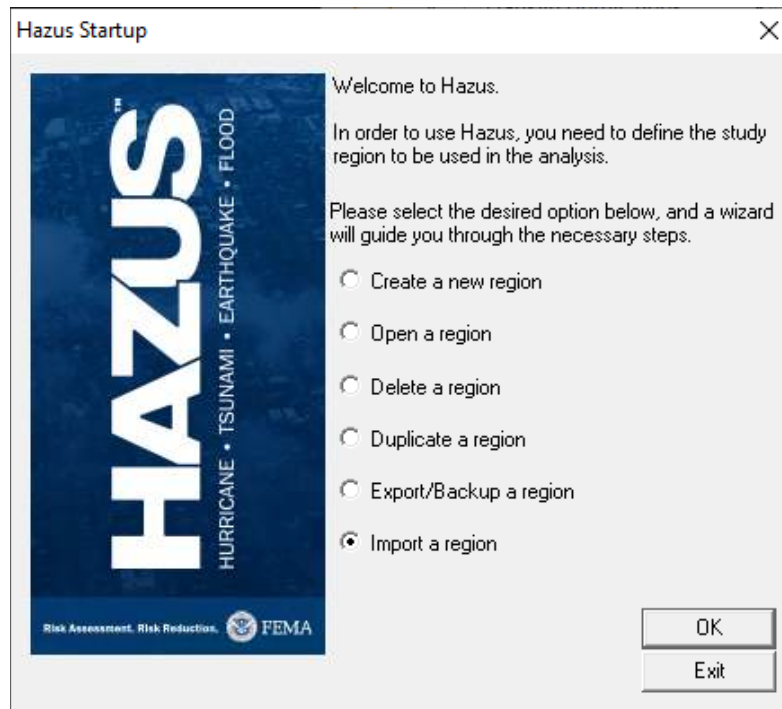 Hazus Startup
HAZUS™
HURRICANE • TSUNAMI • EARTHQUAKE • FLOOD
Risk Assessment. Risk Reduction. FEMA
Welcome to Hazus.
In order to use Hazus, you need to define the study
region to be used in the analysis.
Please select the desired option below, and a wizard
will guide you through the necessary steps.
Create a new region
Open a region
Delete a region
Duplicate a region
Export/Backup a region
Import a region
OK
Exit